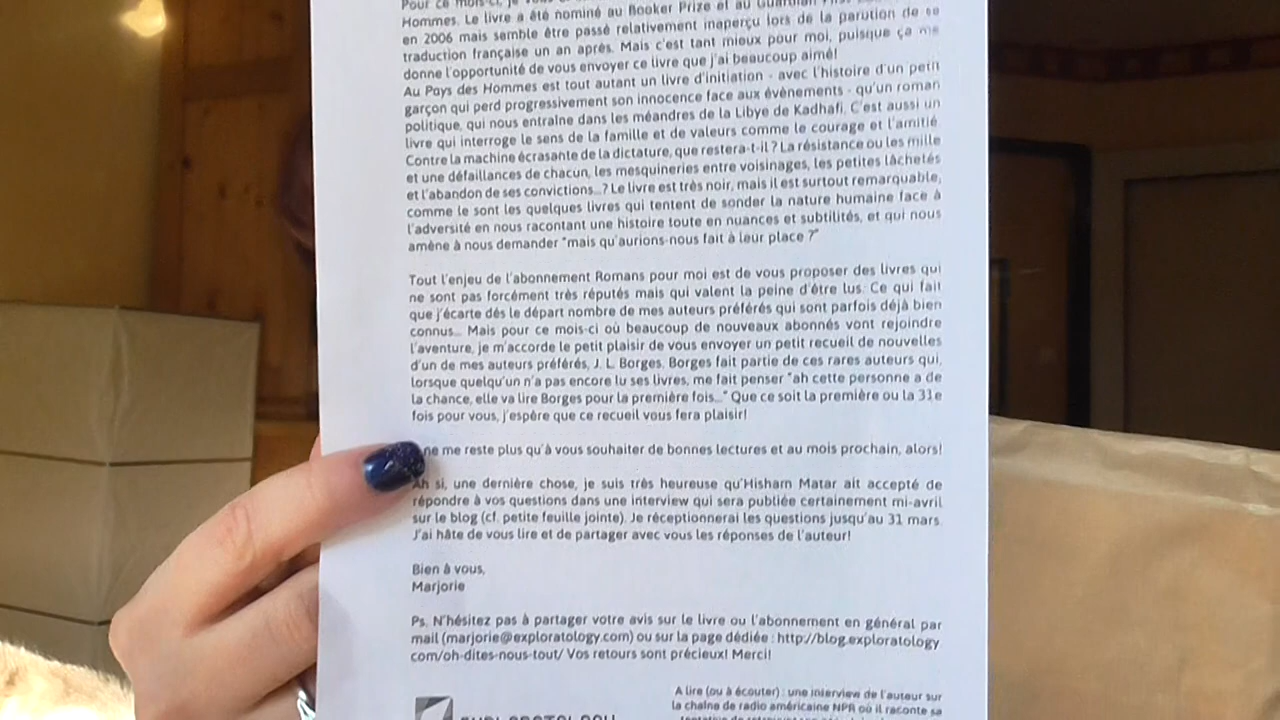 Pour ce mois-ci, je
Hommes. Le livre a été nominé au Booker Prize et au Guardian
en 2006 mais semble être passé relativement inaperçu lors de la parution de sa
traduction française un an après. Mais c'est tant mieux pour moi, puisque ça me
donne l'opportunité de vous envoyer ce livre que j'ai beaucoup aimé!
Au Pays des Hommes est tout autant un livre d'initiation - avec l'histoire d'un petit
garçon qui perd progressivement son innocence face aux évènements - qu'un roman
politique, qui nous entraîne dans les méandres de la Libye de Kadhafi. C'est aussi un
livre qui interroge le sens de la famille et de valeurs comme le courage et l'amitié.
Contre la machine écrasante de la dictature, que restera-t-il ? La résistance ou les mille
et une défaillances de chacun, les mesquineries entre voisinages, les petites lâchetés
et l'abandon de ses convictions...? Le livre est très noir, mais il est surtout remarquable,
comme le sont les quelques livres qui tentent de sonder la nature humaine face à
l'adversité en nous racontant une histoire toute en nuances et subtilités, et qui nous
amène à nous demander "mais qu'aurions-nous fait à leur place ?"
Tout l'enjeu de l'abonnement Romans pour moi est de vous proposer des livres qui
ne sont pas forcément très réputés mais qui valent la peine d'être lus. Ce qui fait
que j'écarte dès le départ nombre de mes auteurs préférés qui sont parfois déjà bien
connus... Mais pour ce mois-ci où beaucoup de nouveaux abonnés vont rejoindre
l'aventure, je m'accorde le petit plaisir de vous envoyer un petit recueil de nouvelles
d'un de mes auteurs préférés, J. L. Borges. Borges fait partie de ces rares auteurs qui,
lorsque quelqu'un n'a pas encore lu ses livres, me fait penser "ah cette personne a de
la chance, elle va lire Borges pour la première fois..." Que ce soit la première ou la 31e
fois pour vous, j'espère que ce recueil vous fera plaisir!
ne me reste plus qu'à vous souhaiter de bonnes lectures et au mois prochain, alors!
Ah si, une dernière chose, je suis très heureuse qu'Hisham Matar ait accepté de
répondre à vos questions dans une interview qui sera publiée certainement mi-avril
sur le blog (cf. petite feuille jointe). Je réceptionnerai les questions jusqu'au 31 mars.
J'ai hâte de vous lire et de partager avec vous les réponses de l'auteur!
Bien à vous,
Marjorie
Ps. N'hésitez pas à partager votre avis sur le livre ou l'abonnement en général par
mail (marjorie@exploratology.com) ou sur la page dédiée : http://blog.exploratology
com/oh-dites-nous-tout/ Vos retours sont précieux! Merci!
A lire (ou à écouter) : une interview de l'auteur sur
la chaîne de radio américaine NPR où il raconte sa
EXPLORATOLOGY